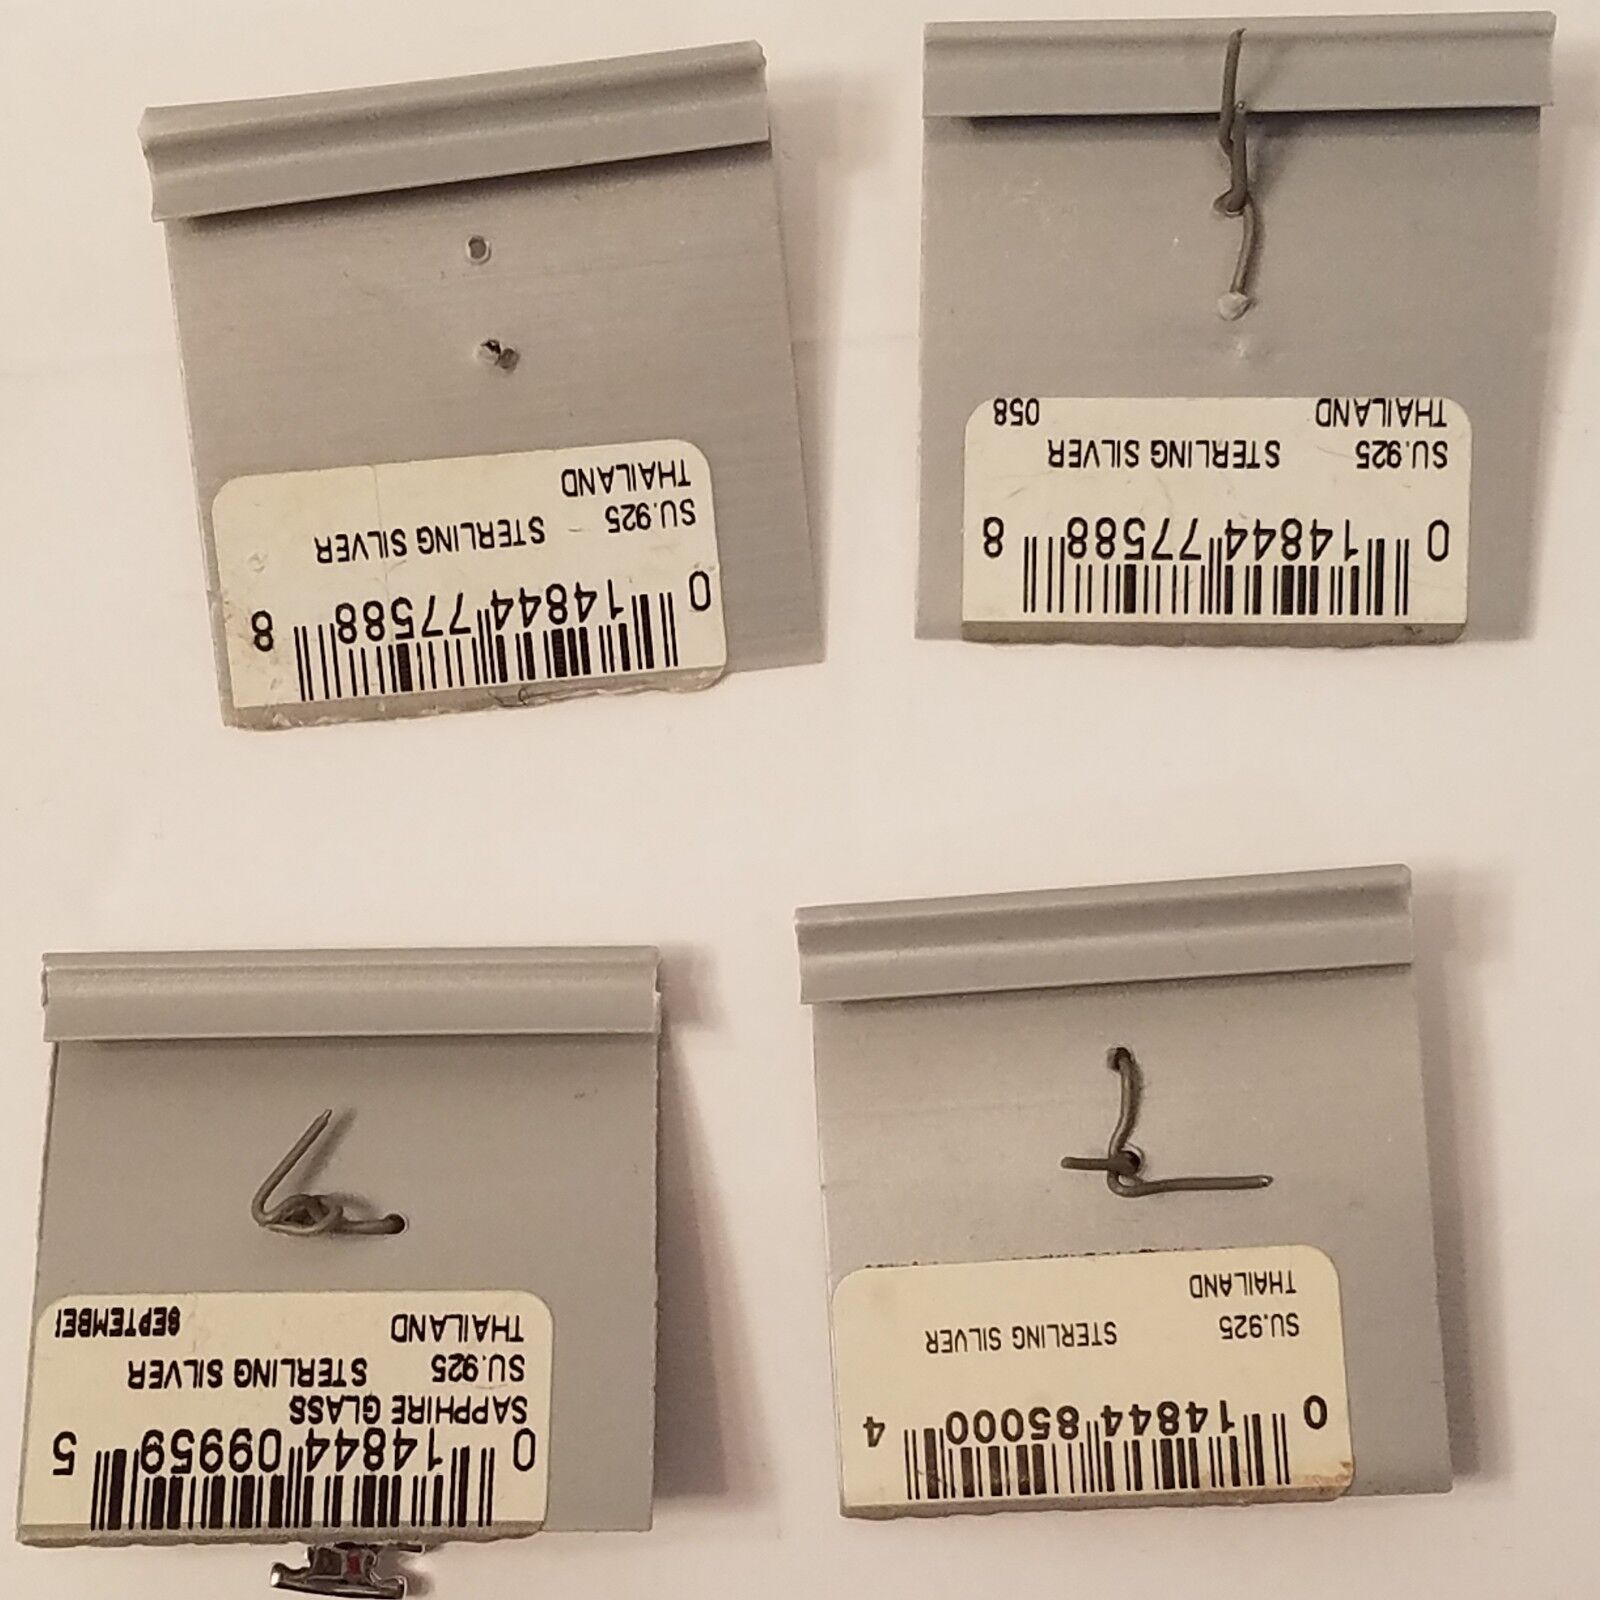 0 14844 77588 8
SU.925 STERLING SILVER
THAILAND
0 14844 77588 8
SU.925 STERLING SILVER
THAILAND 058
0 14844 09959 5
SAPPHIRE GLASS
SU.925 STERLING SILVER
THAILAND SEPTEMBE
0 14844 85000 4
SU.925 STERLING SILVER
THAILAND